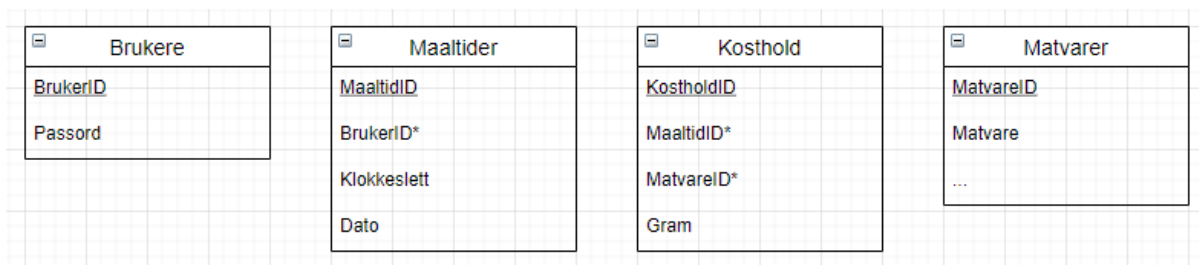 Brukere
BrukerID
Passord
Maaltider
MaaltidID
BrukerID*
Klokkeslett
Dato
Kosthold
KostholdID
MaaltidID*
MatvareID*
Gram
Matvarer
MatvareID
Matvare
...